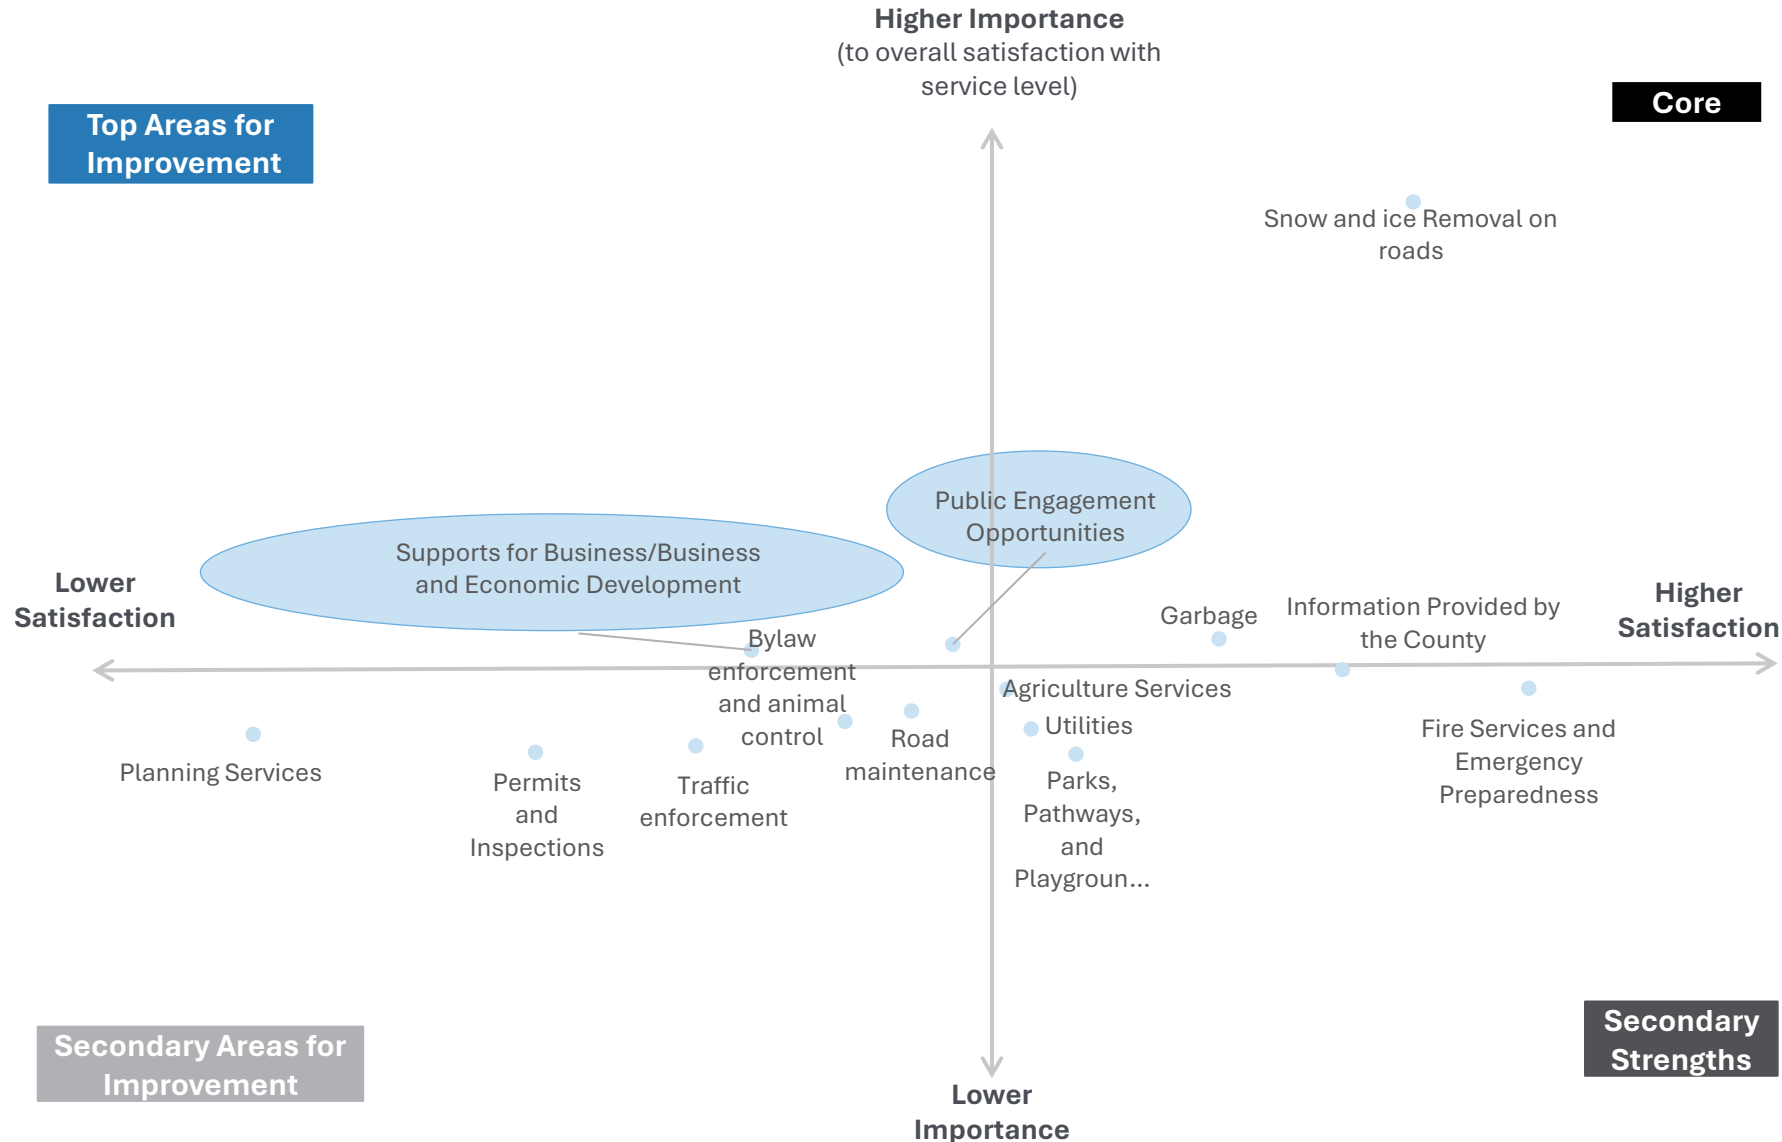 Higher Importance
(to overall satisfaction with
service level)
Top Areas for
Improvement
Core
Snow and ice Removal on
roads
Public Engagement
Opportunities
Supports for Business/Business
and Economic Development
Lower
Satisfaction
Higher
Satisfaction
Garbage
Information Provided by
the County
Bylaw
enforcement
and animal
control
Agriculture Services
Utilities
Road
maintenance
Fire Services and
Emergency
Preparedness
Planning Services
Permits
and
Inspections
Traffic
enforcement
Parks,
Pathways,
and
Playgroun...
Secondary Areas for
Improvement
Secondary
Strengths
Lower
Importance